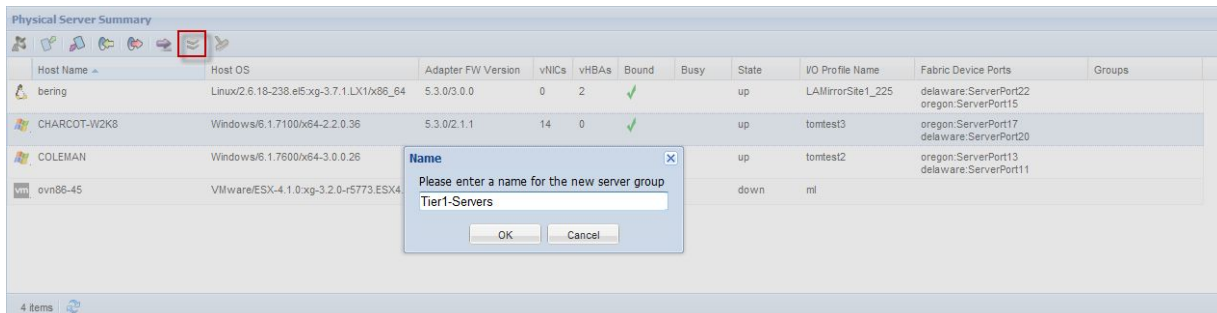 Physical Server Summary
Host Name Host OS Adapter FW Version vNICs vHBAs Bound Busy State I/O Profile Name Fabric Device Ports Groups
bering Linux/2.6.18-238.el5:xg-3.7.1.LX1/x86_64 5.3.0/3.0.0 0 2 up LAMirrorSite1_225 delaware:ServerPort22
oregon:ServerPort15
CHARCOT-W2K8 Windows/6.1.7100/x64-2.2.0.36 5.3.0/2.1.1 14 0 up tomtest3 oregon:ServerPort17
delaware:ServerPort20
COLEMAN Windows/6.1.7600/x64-3.0.0.26 up tomtest2 oregon:ServerPort13
delaware:ServerPort11
vm ovn86-45 VMware/ESX-4.1.0:xg-3.2.0-r5773.ESX4. down ml
Name
Please enter a name for the new server group
Tier1-Servers
OK Cancel
4 items